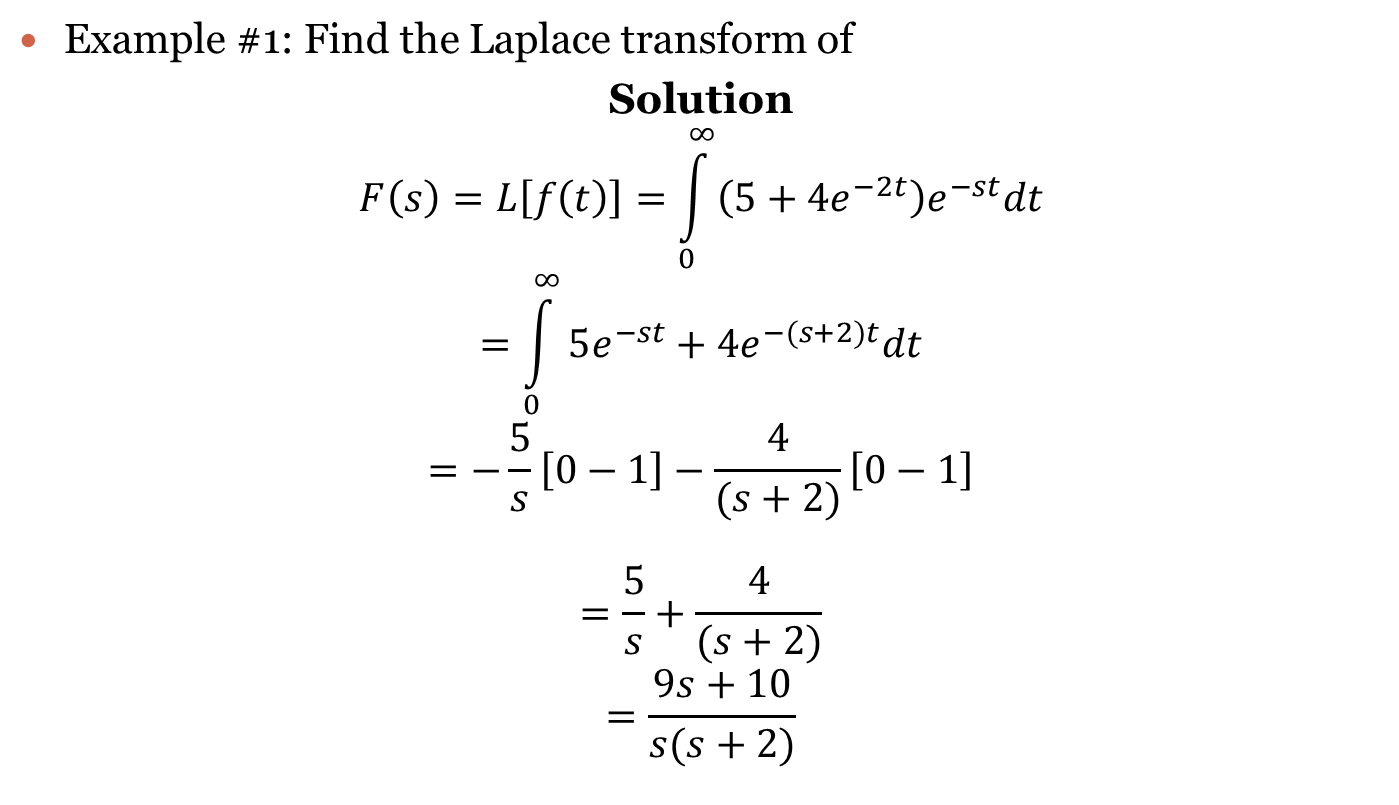 • Example #1: Find the Laplace transform of
Solution
F(s) = L[f(t)] = ∫₀^∞ (5 + 4e^{−2t})e^{−st}dt
= ∫₀^∞ 5e^{−st} + 4e^{−(s+2)t}dt
= −5/s [0 − 1] − 4/(s + 2) [0 − 1]
= 5/s + 4/(s + 2)
= 9s + 10/s(s + 2)